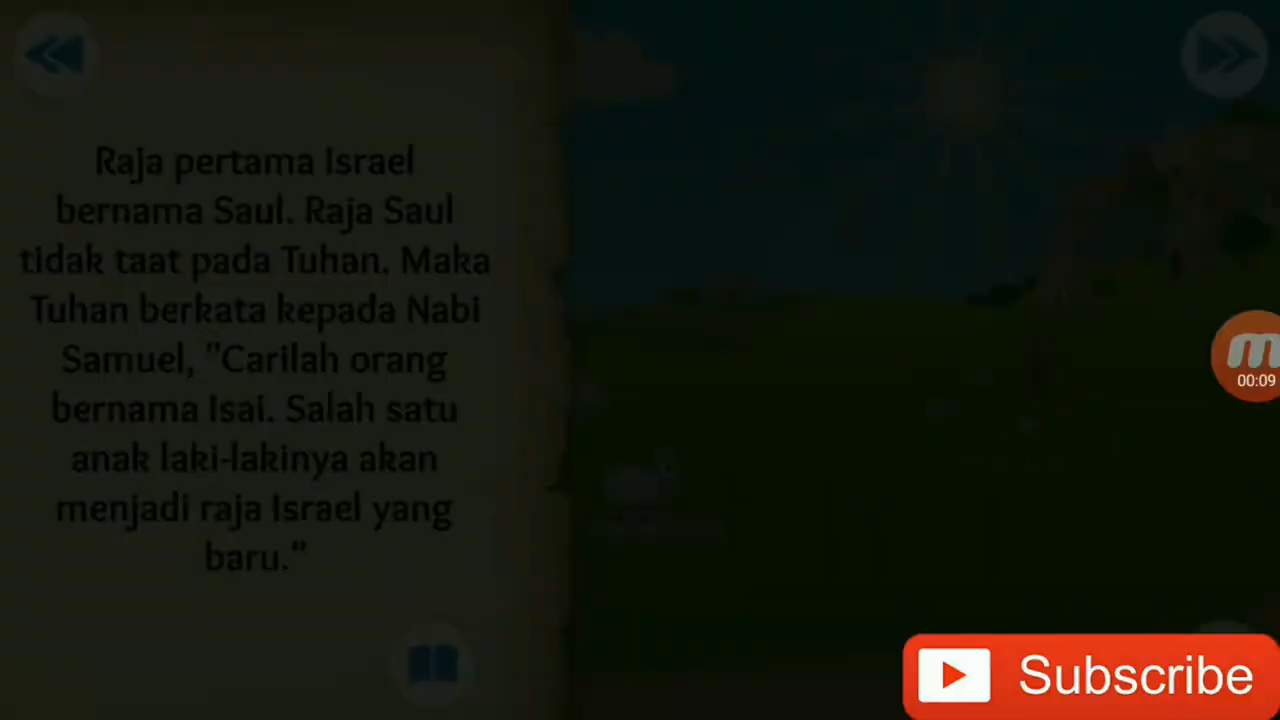 Raja pertama Israel
bernama Saul. Raja Saul
tidak taat pada Tuhan. Maka
Tuhan berkata kepada Nabi
Samuel, "Carilah orang
bernama Isai. Salah satu
anak laki-lakinya akan
menjadi raja Israel yang
baru."
00:09
Subscribe